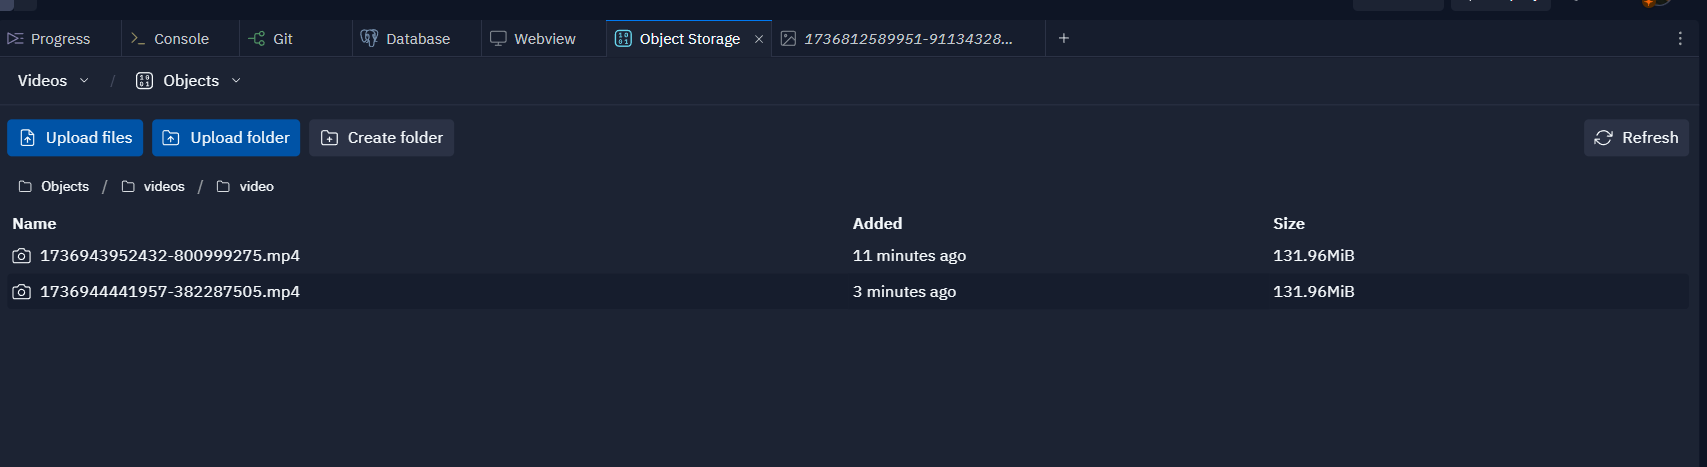 Progress Console Git Database Webview Object Storage 1736812589951-91134328...
Videos / Objects
Upload files Upload folder Create folder Refresh
Objects / videos / video
Name Added Size
1736943952432-800999275.mp4 11 minutes ago 131.96MiB
1736944441957-382287505.mp4 3 minutes ago 131.96MiB